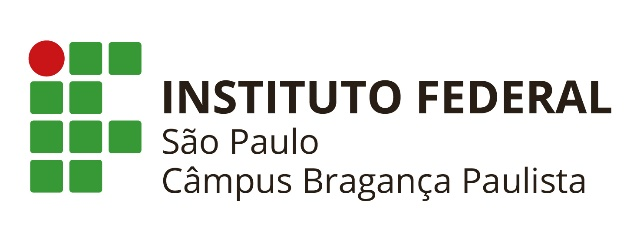 INSTITUTO FEDERAL
São Paulo
Câmpus Bragança Paulista